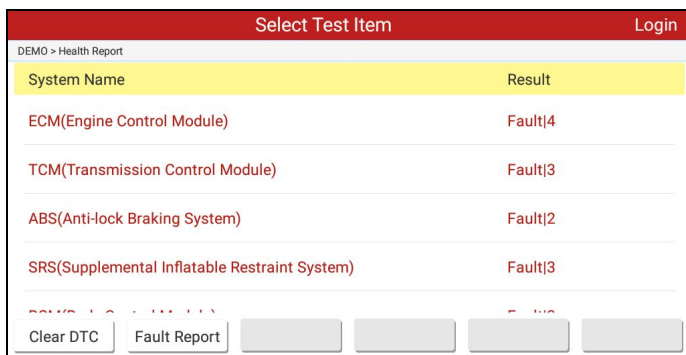 Select Test Item Login
DEMO > Health Report
System Name Result
ECM(Engine Control Module) Fault|4
TCM(Transmission Control Module) Fault|3
ABS(Anti-lock Braking System) Fault|2
SRS(Supplemental Inflatable Restraint System) Fault|3
Clear DTC Fault Report